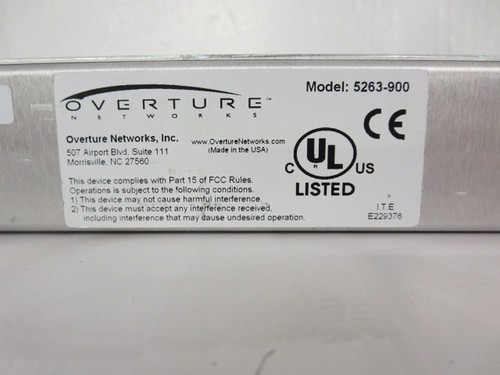 OVERTURE™
NETWORKS
Model: 5263-900
Overture Networks, Inc.
507 Airport Blvd, Suite 111
Morrisville, NC 27560
www.OvertureNetworks.com
(Made in the USA)
CE
C UL US
LISTED
This device complies with Part 15 of FCC Rules.
Operations is subject to the following conditions.
1) This device may not cause harmful interference.
2) This device must accept any interference received,
including interference that may cause undesired operation.
I.T.E
E229376